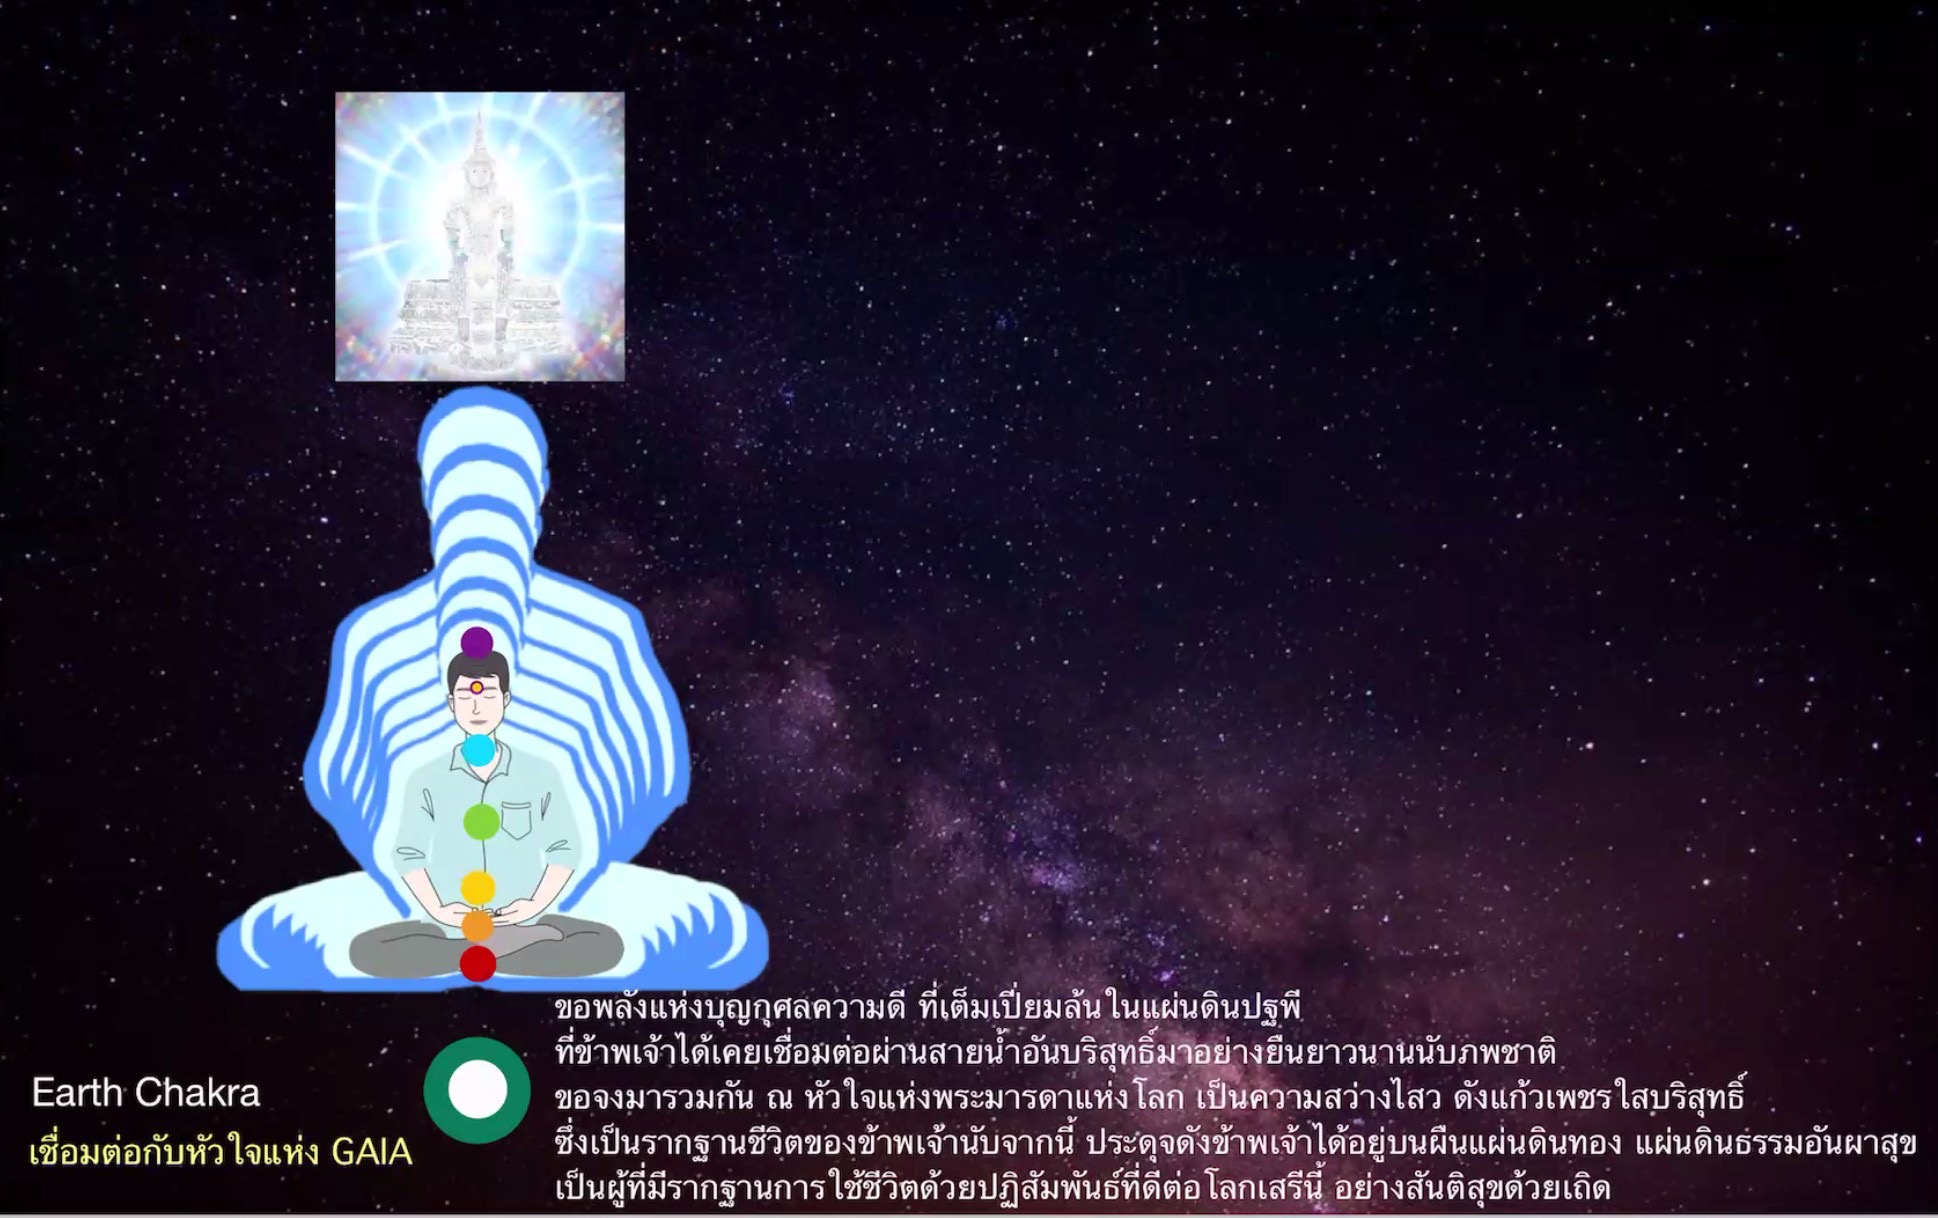 ขอพลังแห่งบุญกุศลความดี ที่เต็มเปี่ยมล้นในแผ่นดินปฐพี
ที่ข้าพเจ้าได้เคยเชื่อมต่อผ่านสายน้ำอันบริสุทธิ์มาอย่างยืนยาวนานนับภพชาติ
ขอจงมารวมกัน ณ หัวใจแห่งพระมารดาแห่งโลก เป็นความสว่างไสว ดังแก้วเพชรใสบริสุทธิ์
ซึ่งเป็นรากฐานชีวิตของข้าพเจ้านับจากนี้ ประดุจดังข้าพเจ้าได้อยู่บนผืนแผ่นดินทอง แผ่นดินธรรมอันผาสุข
เป็นผู้ที่มีรากฐานการใช้ชีวิตด้วยปฏิสัมพันธ์ที่ดีต่อโลกเสรีนี้ อย่างสันติสุขด้วยเถิด
Earth Chakra
เชื่อมต่อกับหัวใจแห่ง GAIA